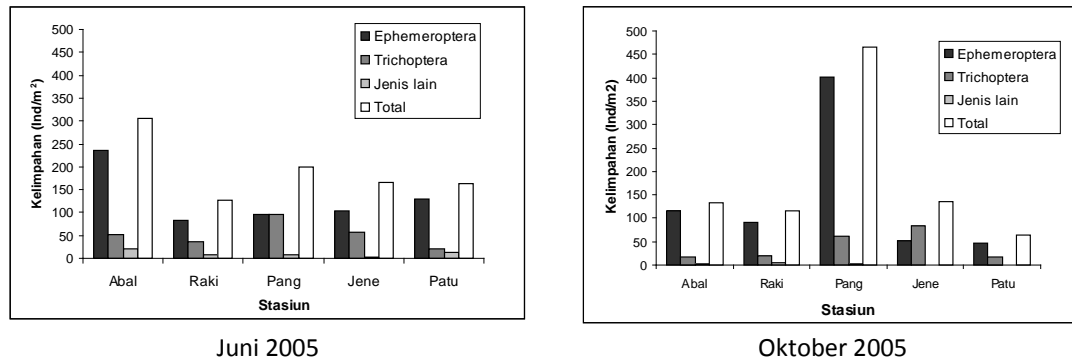 500
450
400
350
300
250
200
150
100
50
0
Kelimpahan (Ind/m²)
Ephemeroptera
Trichoptera
Jenis lain
Total
Abal Raki Pang Jene Patu
Stasiun
Juni 2005
500
450
400
350
300
250
200
150
100
50
0
Kelimpahan (Ind/m2)
Ephemeroptera
Trichoptera
Jenis lain
Total
Abal Raki Pang Jene Patu
Stasiun
Oktober 2005